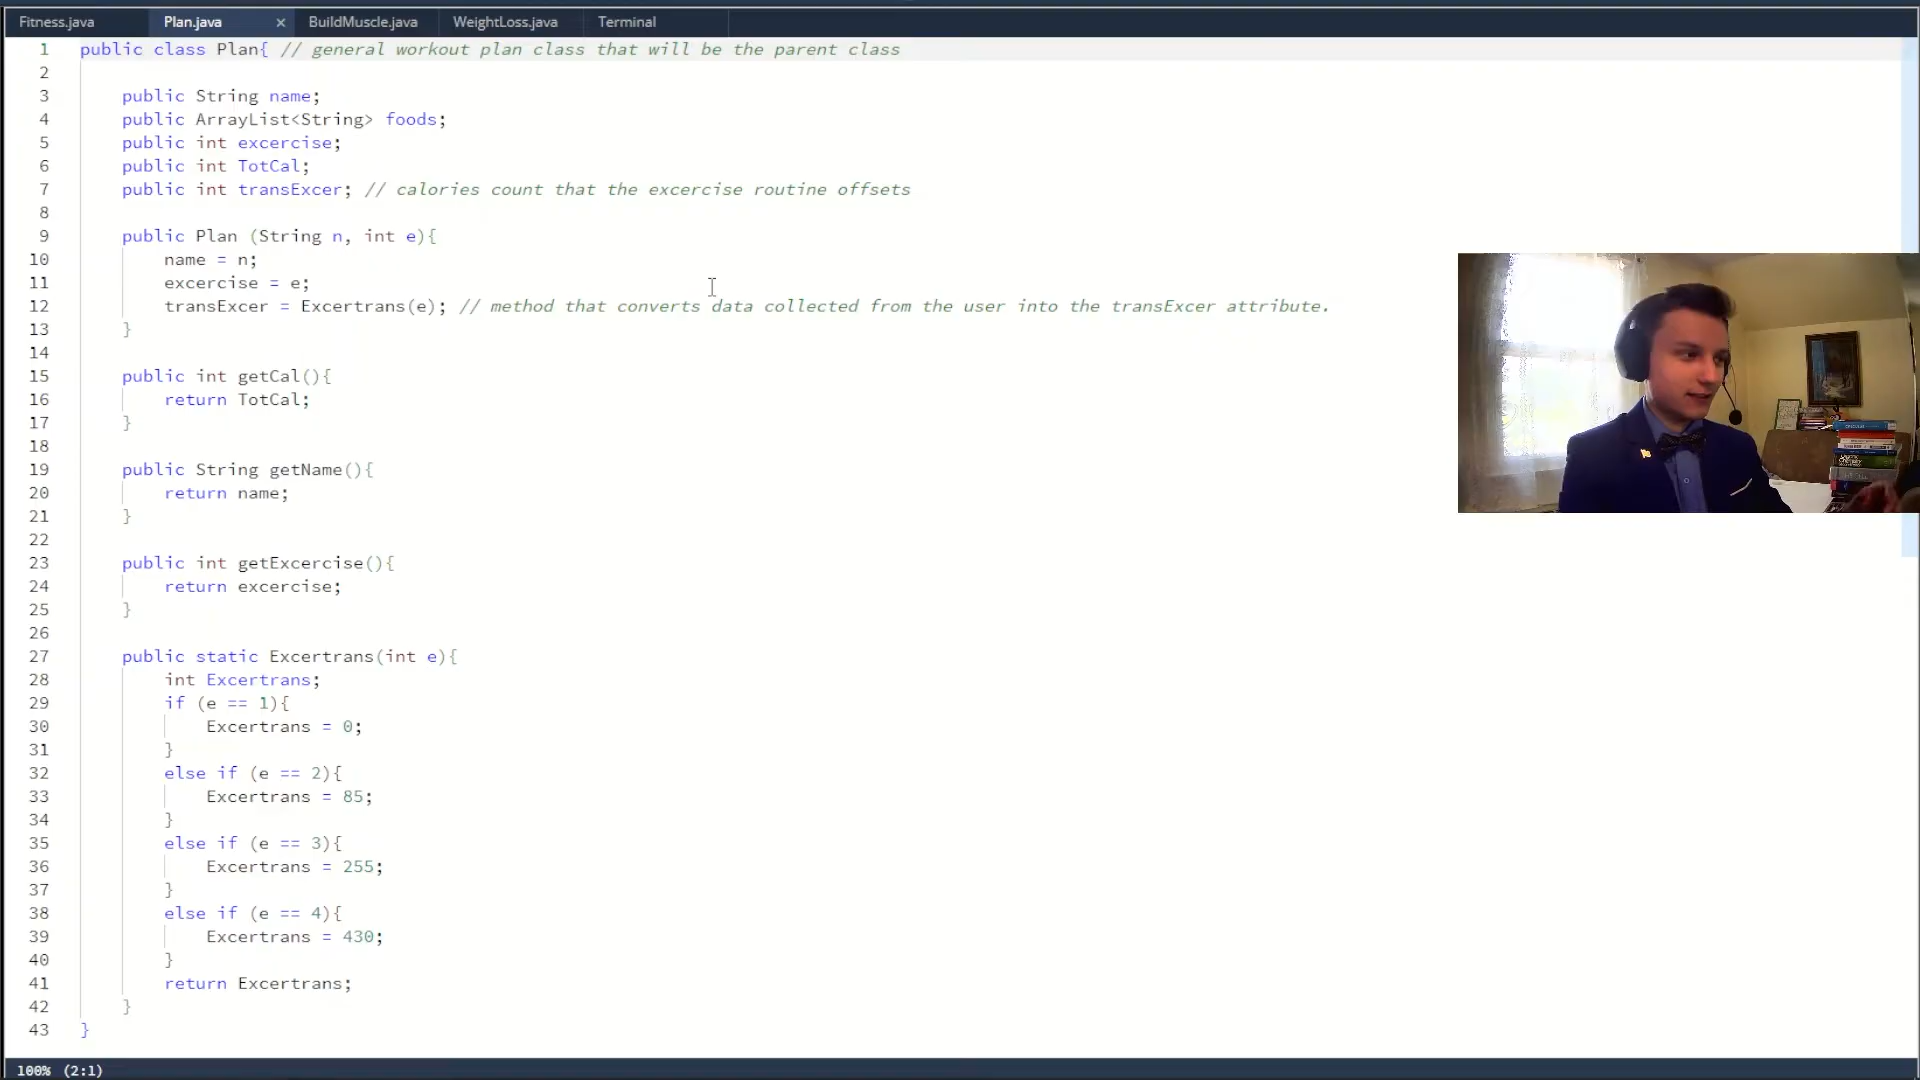 Fitness.java Plan.java × BuildMuscle.java WeightLoss.java Terminal
1 public class Plan{ // general workout plan class that will be the parent class
2
3 public String name;
4 public ArrayList<String> foods;
5 public int excercise;
6 public int TotCal;
7 public int transExcer; // calories count that the excercise routine offsets
8
9 public Plan (String n, int e){
10 name = n;
11 excercise = e;
12 transExcer = Excertrans(e); // method that converts data collected from the user into the transExcer attribute.
13 }
14
15 public int getCal(){
16 return TotCal;
17 }
18
19 public String getName(){
20 return name;
21 }
22
23 public int getExcercise(){
24 return excercise;
25 }
26
27 public static Excertrans(int e){
28 int Excertrans;
29 if (e == 1){
30 Excertrans = 0;
31 }
32 else if (e == 2){
33 Excertrans = 85;
34 }
35 else if (e == 3){
36 Excertrans = 255;
37 }
38 else if (e == 4){
39 Excertrans = 430;
40 }
41 return Excertrans;
42 }
43 }
100% (2:1)